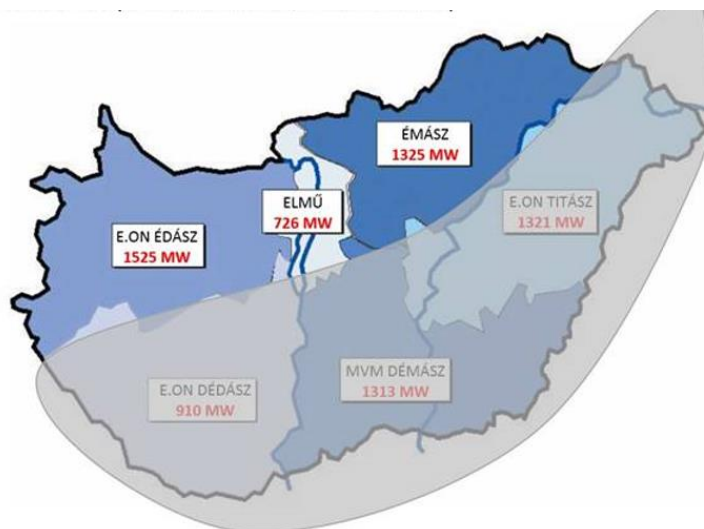 ÉMÁSZ
1325 MW
ELMŰ
726 MW
E.ON TITÁSZ
1321 MW
E.ON ÉDÁSZ
1525 MW
MVM DÉMÁSZ
1313 MW
E.ON DÉDÁSZ
910 MW